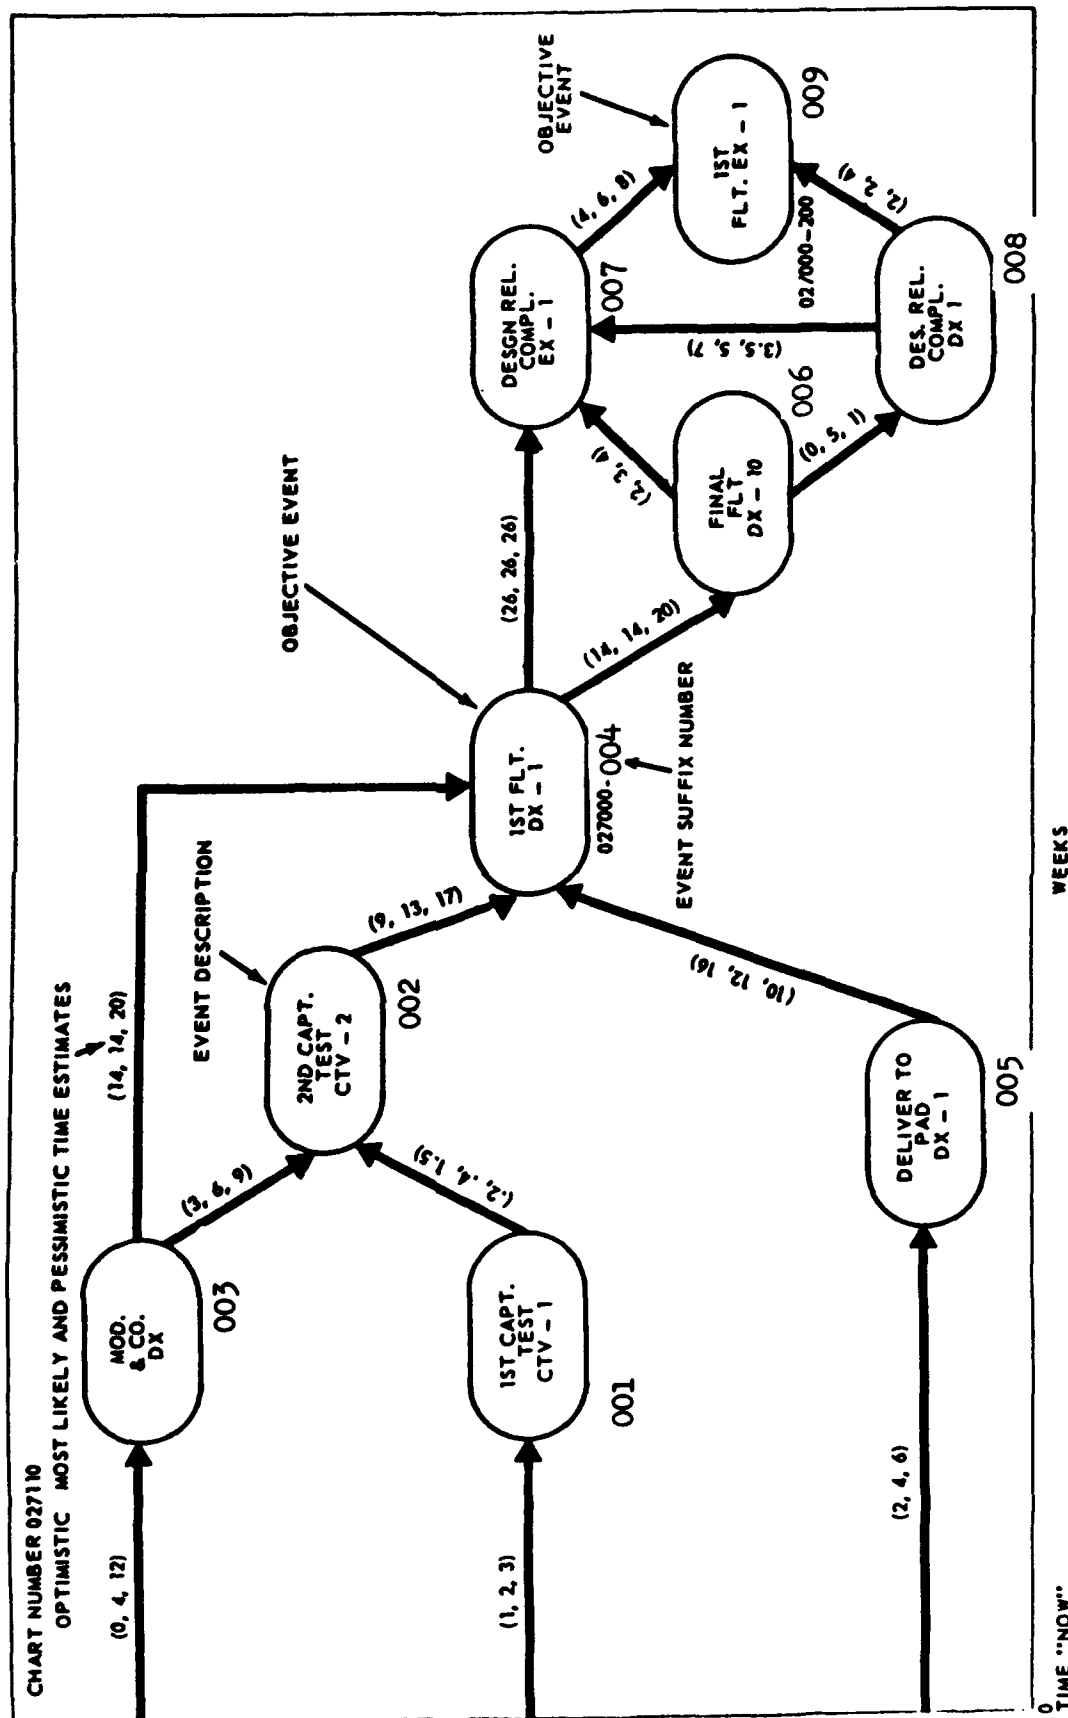 CHART NUMBER 027110
OPTIMISTIC MOST LIKELY AND PESSIMISTIC TIME ESTIMATES
(0, 4, 12)
MOD.
& CO.
DX
003
(14, 14, 20)
(3, 6, 9)
EVENT DESCRIPTION
2ND CAPT.
TEST
CTV – 2
002
(1, 2, 3)
1ST CAPT.
TEST
CTV – 1
001
(.2, .4, 1.5)
(9, 13, 17)
OBJECTIVE EVENT
1ST FLT.
DX – 1
027000-004
EVENT SUFFIX NUMBER
(2, 4, 6)
DELIVER TO
PAD
DX – 1
005
(10, 12, 16)
(26, 26, 26)
(14, 14, 20)
DESGN REL.
COMPL.
EX – 1
007
(2, 3, 4)
FINAL
FLT
DX – 10
006
(3.5, 5, 7)
(0, 5, 1)
DES. REL.
COMPL.
DX 1
008
(4, 6, 8)
(2, 2, 4)
OBJECTIVE
EVENT
1ST
FLT. EX – 1
009
027000–200
0
TIME "NOW"
WEEKS